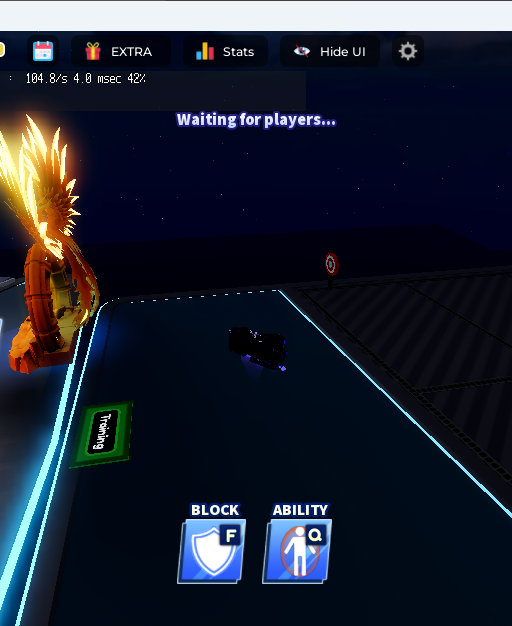 EXTRA
Stats
Hide UI
: 104.8/s 4.0 msec 42%
Waiting for players...
Training
BLOCK
ABILITY
F
Q